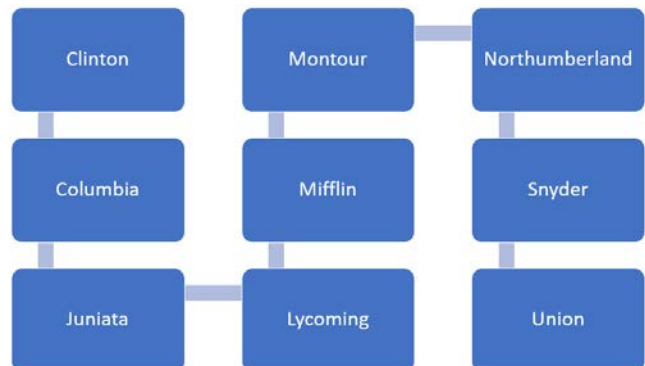 Clinton
Columbia
Juniata
Lycoming
Mifflin
Montour
Northumberland
Snyder
Union